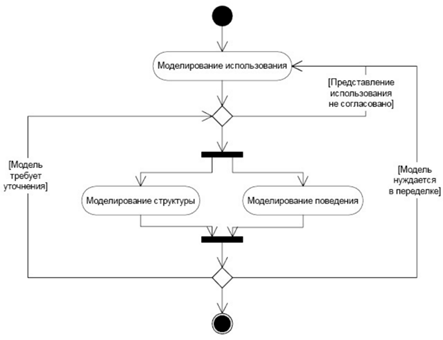 Моделирование использования
[Представление
использования
не согласовано]
[Модель
требует
уточнения]
[Модель
нуждается
в переделке]
Моделирование структуры
Моделирование поведения